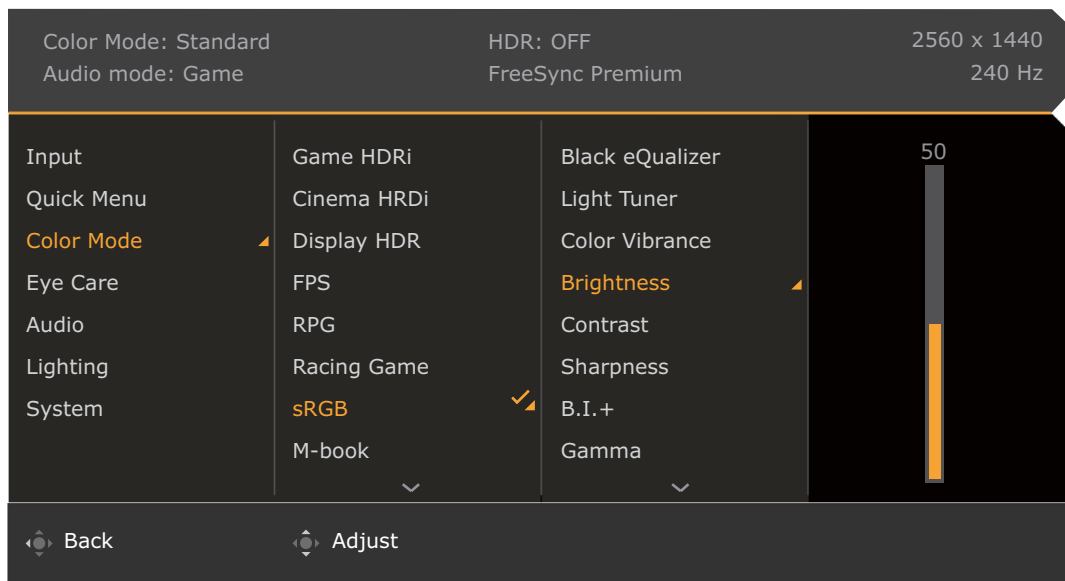 Color Mode: Standard
HDR: OFF
2560 x 1440
Audio mode: Game
FreeSync Premium
240 Hz
Input
Quick Menu
Color Mode
Eye Care
Audio
Lighting
System
Game HDRi
Cinema HRDi
Display HDR
FPS
RPG
Racing Game
sRGB
M-book
Black eQualizer
Light Tuner
Color Vibrance
Brightness
Contrast
Sharpness
B.I.+
Gamma
50
Back
Adjust